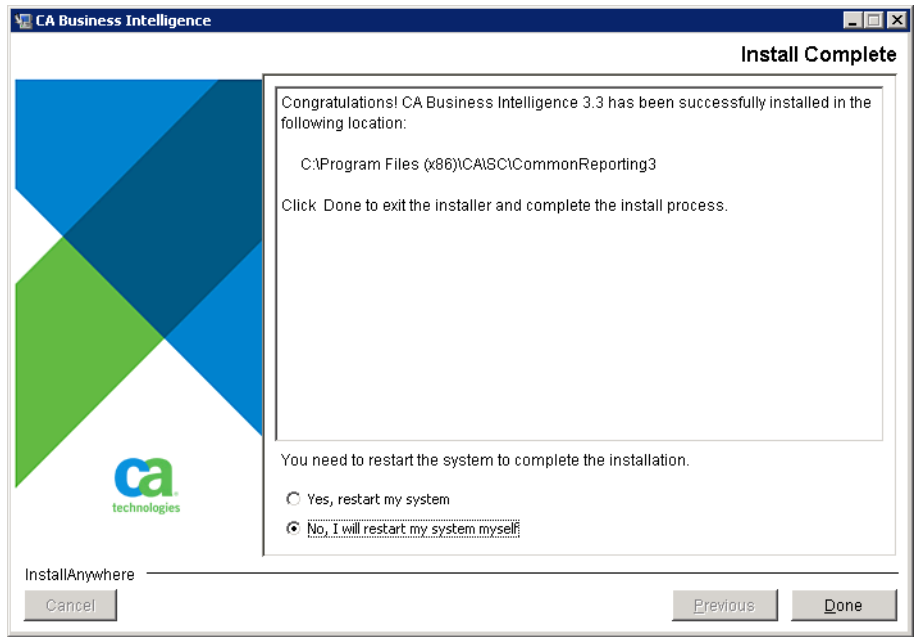 CA Business Intelligence
Install Complete
Congratulations! CA Business Intelligence 3.3 has been successfully installed in the
following location:
C:\Program Files (x86)\CA\SC\CommonReporting3
Click  Done to exit the installer and complete the install process.
You need to restart the system to complete the installation.
Yes, restart my system
No, I will restart my system myself
ca
technologies
InstallAnywhere
Cancel
Previous
Done